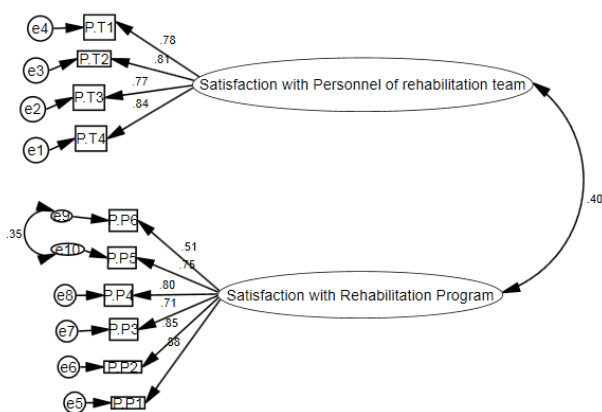 e4 P.T1 .78
e3 P.T2 .81
e2 P.T3 .77
e1 P.T4 .84
Satisfaction with Personnel of rehabilitation team
.40
e9 P.P6 .51
.35
e10 P.P5 .75
e8 P.P4 .80
e7 P.P3 .71
e6 P.P2 .85
e5 P.P1 .88
Satisfaction with Rehabilitation Program